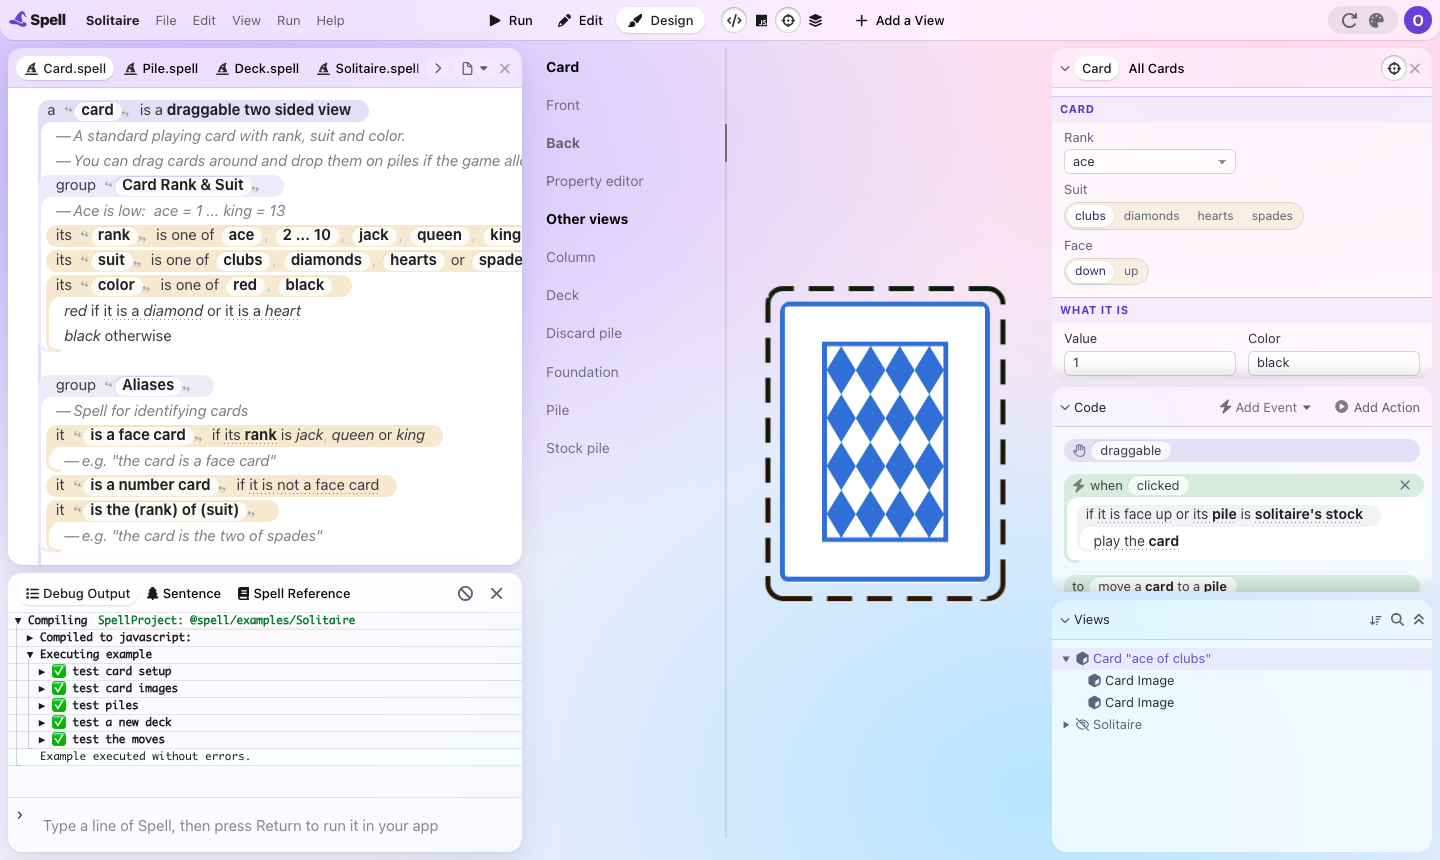 Spell Solitaire File Edit View Run Help Run Edit Design JS Add a View O
Card.spell Pile.spell Deck.spell Solitaire.spell
a “ card ” is a draggable two sided view
— A standard playing card with rank, suit and color.
— You can drag cards around and drop them on piles if the game allo
group “ Card Rank & Suit ”
— Ace is low: ace = 1 ... king = 13
its “ rank ” is one of ace , 2 ... 10 , jack , queen , king
its “ suit ” is one of clubs , diamonds , hearts or spade
its “ color ” is one of red , black
red if it is a diamond or it is a heart
black otherwise
group “ Aliases ”
— Spell for identifying cards
it “ is a face card ” if its rank is jack, queen or king
— e.g. "the card is a face card"
it “ is a number card ” if it is not a face card
it “ is the (rank) of (suit) ”
— e.g. "the card is the two of spades"
Debug Output Sentence Spell Reference
Compiling SpellProject: @spell/examples/Solitaire
Compiled to javascript:
Executing example
test card setup
test card images
test piles
test a new deck
test the moves
Example executed without errors.
Type a line of Spell, then press Return to run it in your app
Card
Front
Back
Property editor
Other views
Column
Deck
Discard pile
Foundation
Pile
Stock pile
Card All Cards
CARD
Rank
ace
Suit
clubs diamonds hearts spades
Face
down up
WHAT IT IS
Value Color
1 black
Code Add Event Add Action
draggable
when clicked
if it is face up or its pile is solitaire's stock
play the card
to move a card to a pile
Views
Card "ace of clubs"
Card Image
Card Image
Solitaire